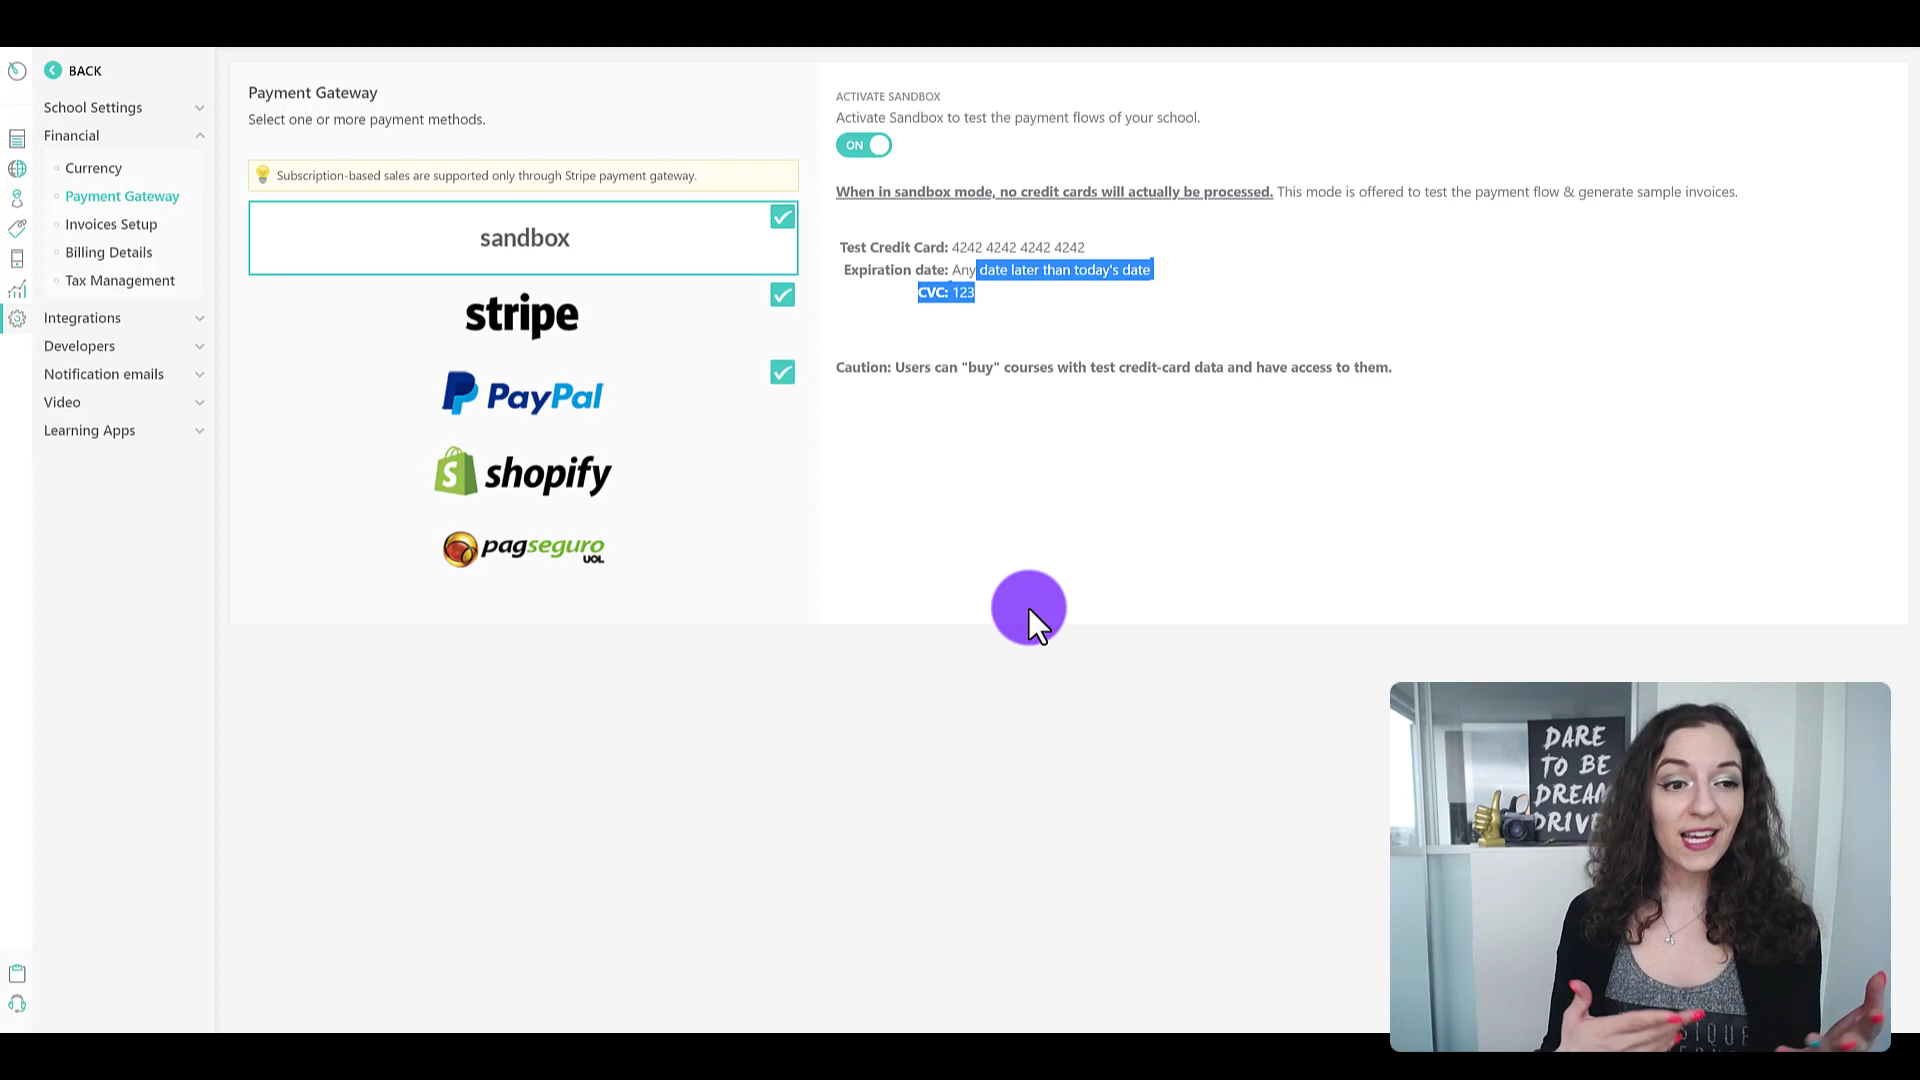 BACK
School Settings
Financial
Currency
Payment Gateway
Invoices Setup
Billing Details
Tax Management
Integrations
Developers
Notification emails
Video
Learning Apps
Payment Gateway
Select one or more payment methods.
Subscription-based sales are supported only through Stripe payment gateway.
sandbox
stripe
PayPal
shopify
pagseguro
UOL
ACTIVATE SANDBOX
Activate Sandbox to test the payment flows of your school.
ON
When in sandbox mode, no credit cards will actually be processed. This mode is offered to test the payment flow & generate sample invoices.
Test Credit Card: 4242 4242 4242 4242
Expiration date: Any date later than today's date
CVC: 123
Caution: Users can "buy" courses with test credit-card data and have access to them.
DARE
TO BE
DREAM
DRIVE